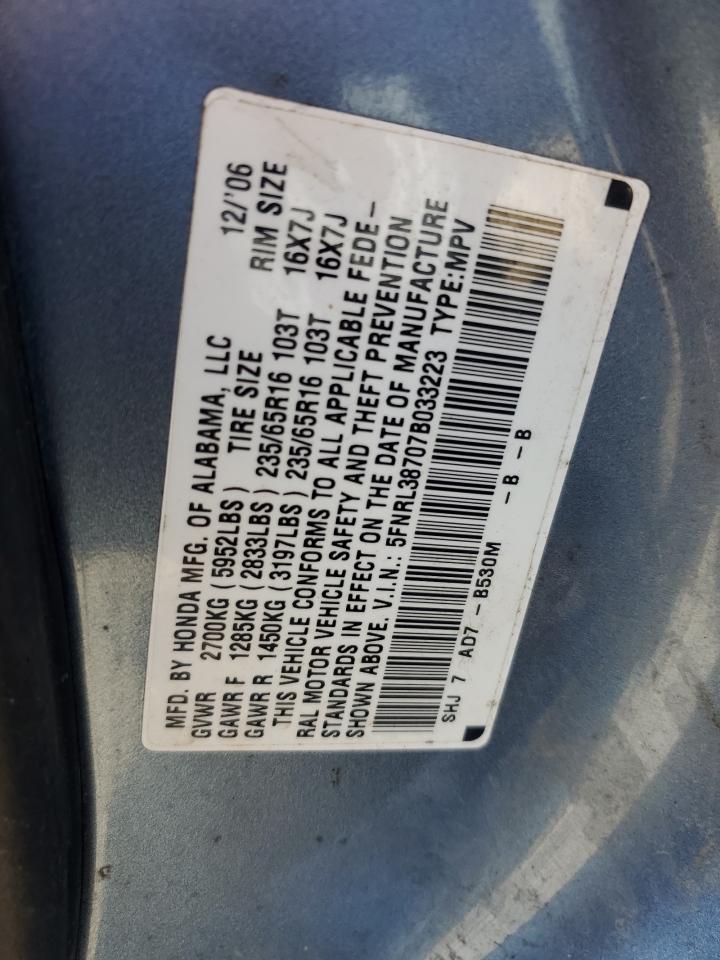 MFD. BY HONDA MFG. OF ALABAMA, LLC 12/'06
GVWR 2700KG (5952LBS) TIRE SIZE RIM SIZE
GAWR F 1285KG (2833LBS) 235/65R16 103T 16X7J
GAWR R 1450KG (3197LBS) 235/65R16 103T 16X7J
THIS VEHICLE CONFORMS TO ALL APPLICABLE FEDE-
RAL MOTOR VEHICLE SAFETY AND THEFT PREVENTION
STANDARDS IN EFFECT ON THE DATE OF MANUFACTURE
SHOWN ABOVE. V.I.N.: 5FNRL38707B033223 TYPE:MPV
SHJ 7 AD7 - B530M - B - B